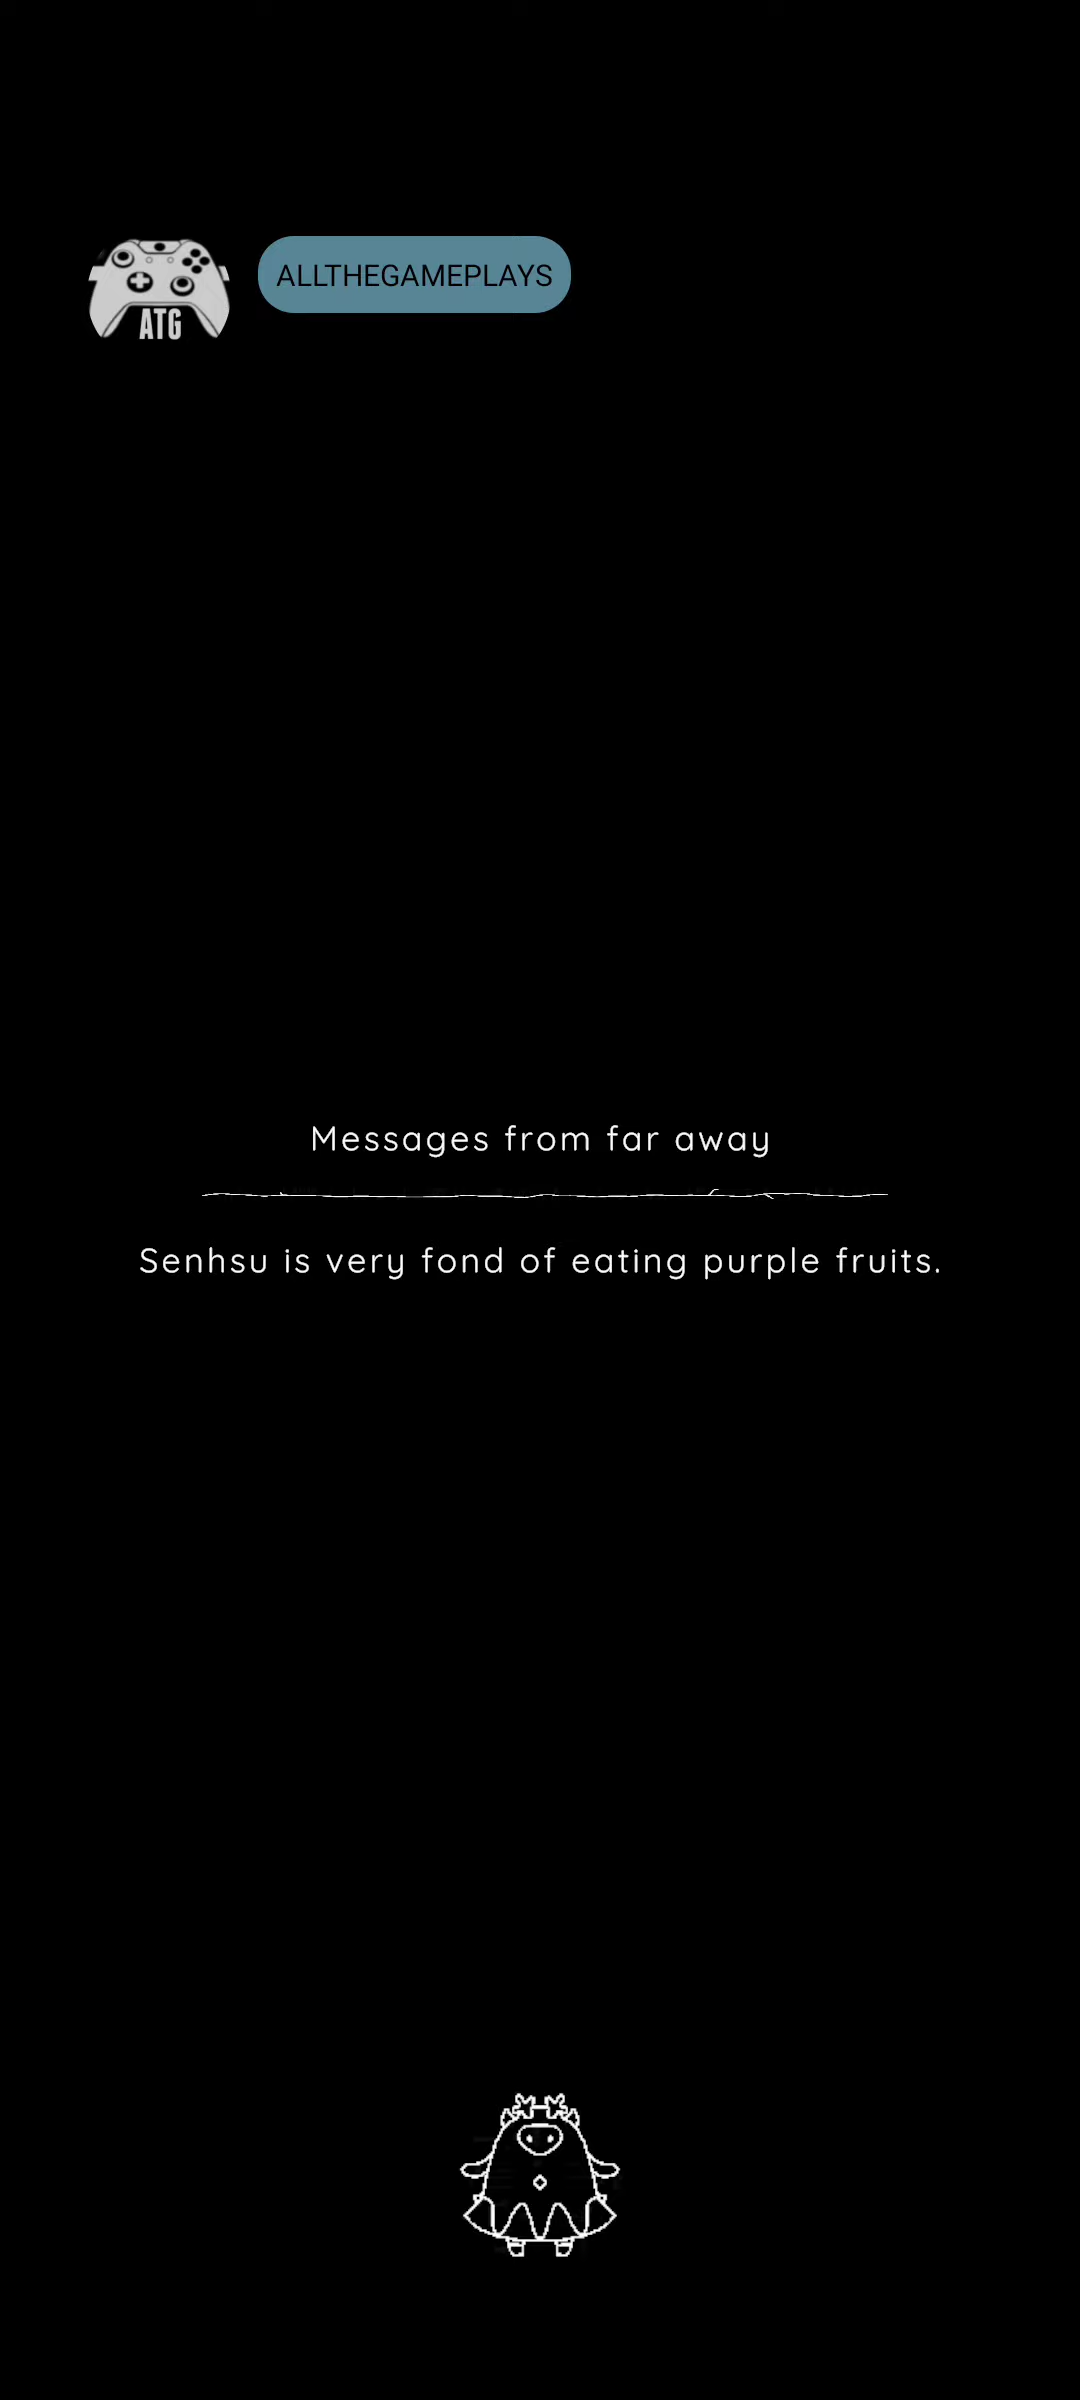 ATG
ALLTHEGAMEPLAYS
Messages from far away
Senhsu is very fond of eating purple fruits.